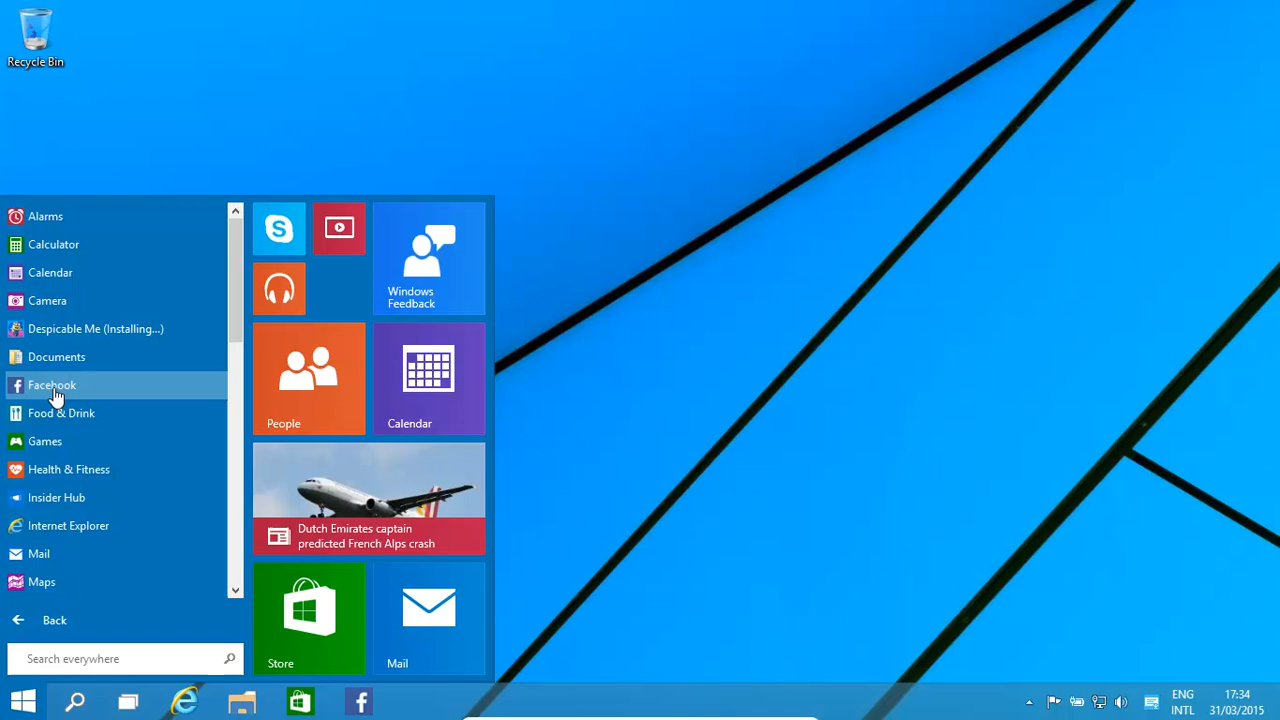 Recycle Bin
Alarms
Calculator
Calendar
Camera
Despicable Me (Installing...)
Documents
Facebook
Food & Drink
Games
Health & Fitness
Insider Hub
Internet Explorer
Mail
Maps
Back
Search everywhere
Windows
Feedback
People
Calendar
Dutch Emirates captain
predicted French Alps crash
Store
Mail
ENG
INTL
17:34
31/03/2015